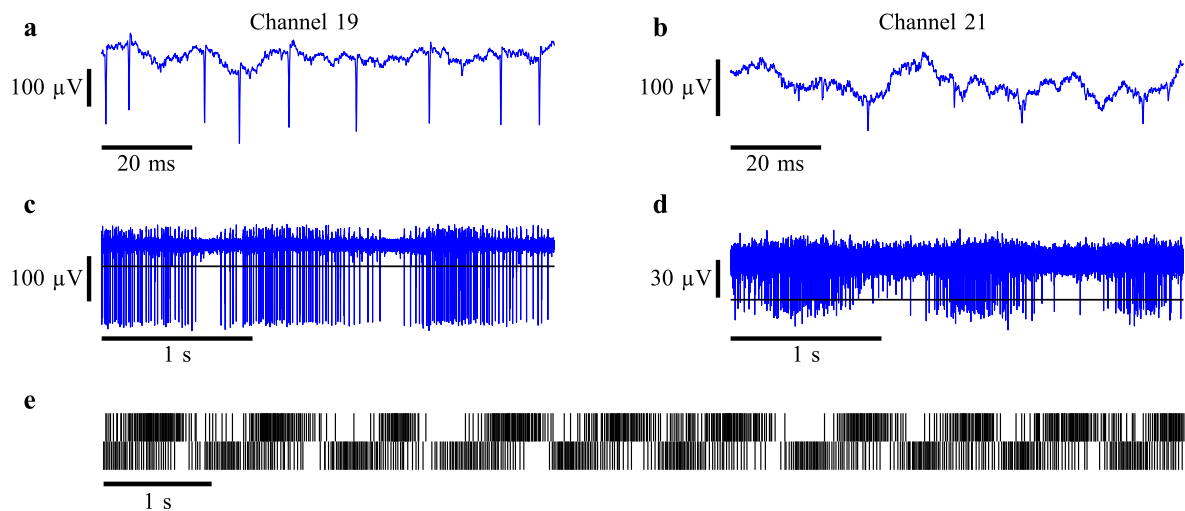 a
Channel 19
100 µV
20 ms
b
Channel 21
100 µV
20 ms
c
100 µV
1 s
d
30 µV
1 s
e
1 s